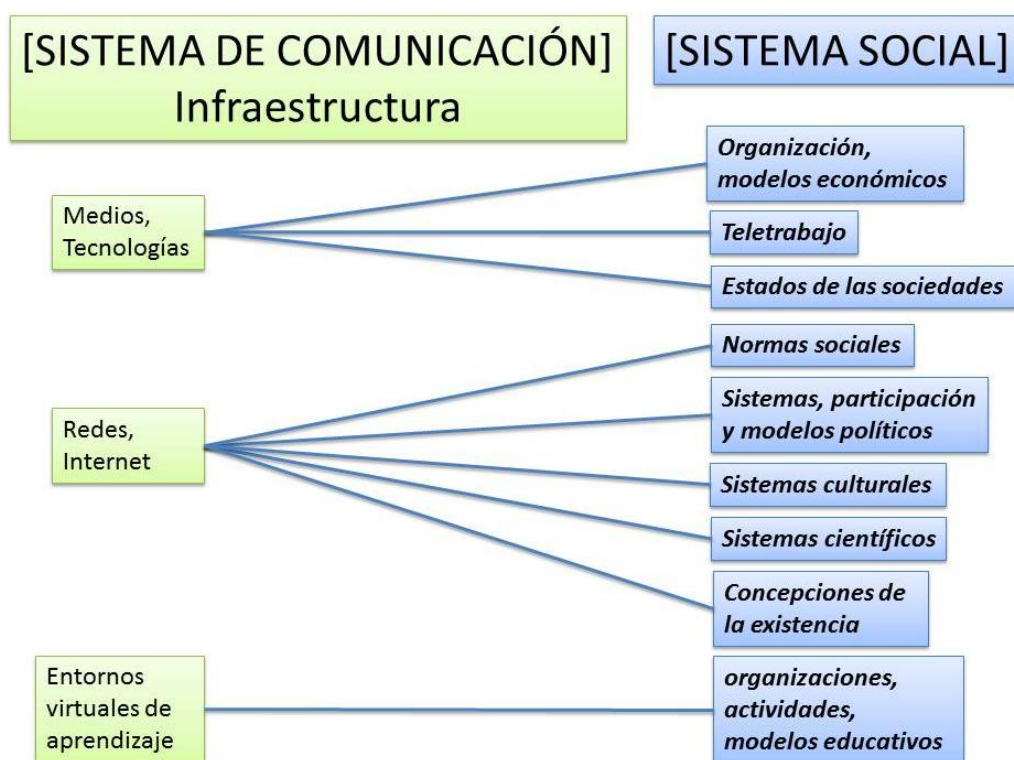 [SISTEMA DE COMUNICACIÓN]
Infraestructura
[SISTEMA SOCIAL]
Medios,
Tecnologías
Organización,
modelos económicos
Teletrabajo
Estados de las sociedades
Redes,
Internet
Normas sociales
Sistemas, participación
y modelos políticos
Sistemas culturales
Sistemas científicos
Concepciones de
la existencia
Entornos
virtuales de
aprendizaje
organizaciones,
actividades,
modelos educativos